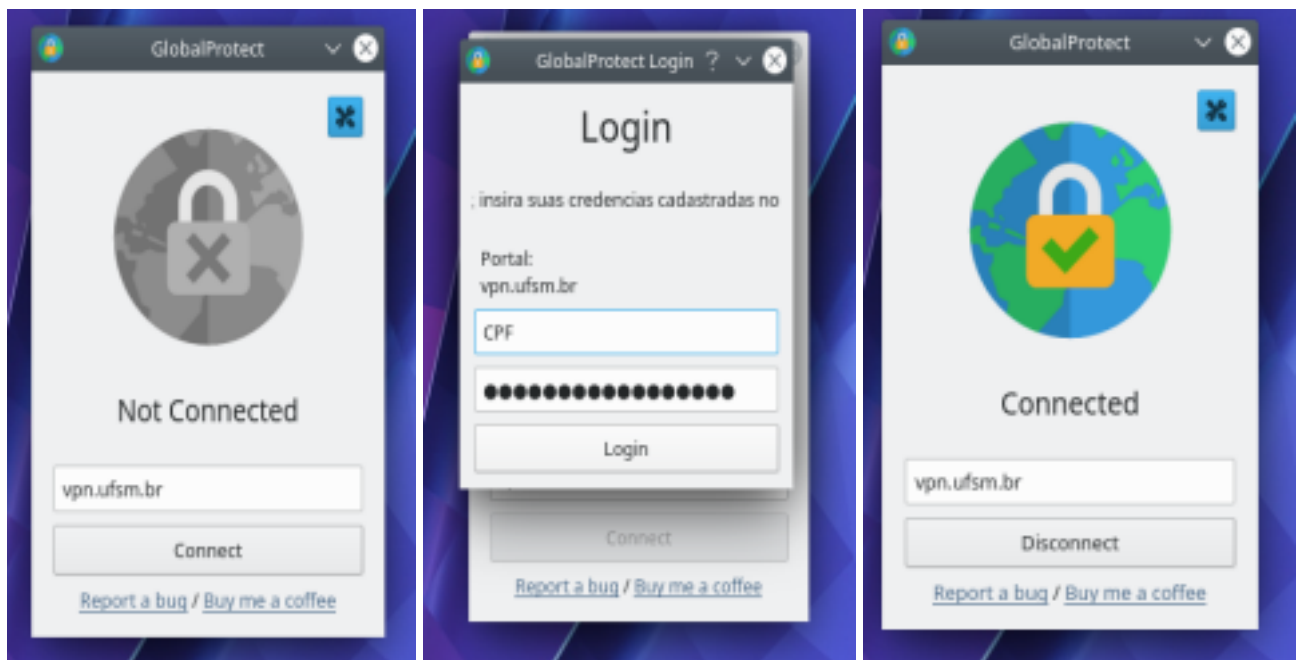 GlobalProtect
Not Connected
vpn.ufsm.br
Connect
Report a bug / Buy me a coffee
GlobalProtect Login ?
Login
, insira suas credencias cadastradas no
Portal:
vpn.ufsm.br
CPF
Login
Connect
Report a bug / Buy me a coffee
GlobalProtect
Connected
vpn.ufsm.br
Disconnect
Report a bug / Buy me a coffee